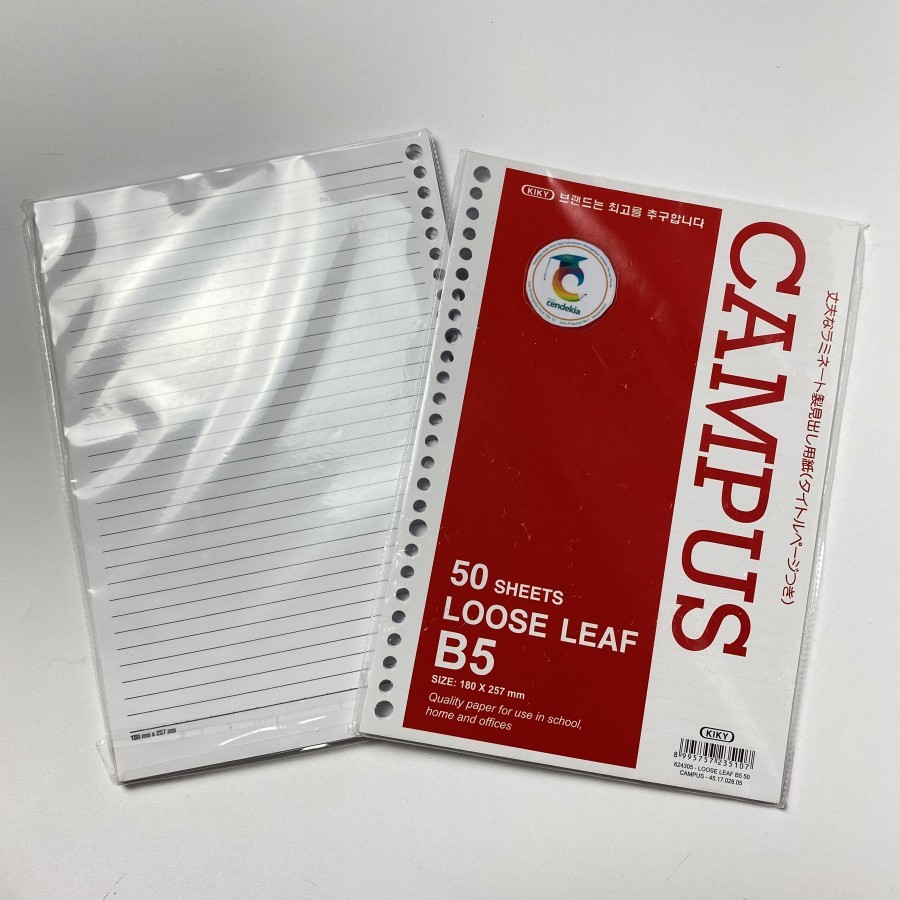 KIKY 브랜드는 최고를 추구합니다
cendekia
CAMPUS
丈夫なラミネート製見出し用紙(タイトルページつき)
50 SHEETS
LOOSE LEAF
B5
SIZE: 180 X 257 mm
Quality paper for use in school,
home and offices
KIKY
8 995757 235107
624305 - LOOSE LEAF B5 50
CAMPUS - 45.17.028.05
180 mm x 257 mm